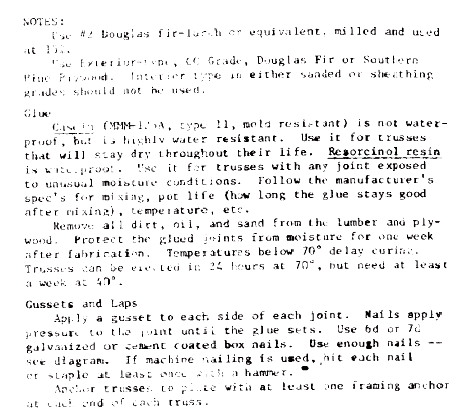 NOTES:
Use #2 Douglas fir-larch or equivalent, milled and used
at 15%.
Use Exterior-type, CC Grade, Douglas Fir or Southern
Pine Plywood. Interior type in either sanded or sheathing
grades should not be used.
Glue
Casein (MMM-125A, type II, mold resistant) is not water-
proof, but is highly water resistant. Use it for trusses
that will stay dry throughout their life. Resorcinol resin
is waterproof. Use it for trusses with any joint exposed
to unusual moisture conditions. Follow the manufacturer's
spec's for mixing, pot life (how long the glue stays good
after mixing), temperature, etc.
Remove all dirt, oil, and sand from the lumber and ply-
wood. Protect the glued joints from moisture for one week
after fabrication. Temperatures below 70° delay curing.
Trusses can be erected in 24 hours at 70°, but need at least
a week at 40°.
Gussets and Laps
Apply a gusset to each side of each joint. Nails apply
pressure to the joint until the glue sets. Use 6d or 7d
galvanized or cement coated box nails. Use enough nails --
see diagram. If machine nailing is used, hit each nail
or staple at least once with a hammer.
Anchor trusses to plate with at least one framing anchor
at each end of each truss.